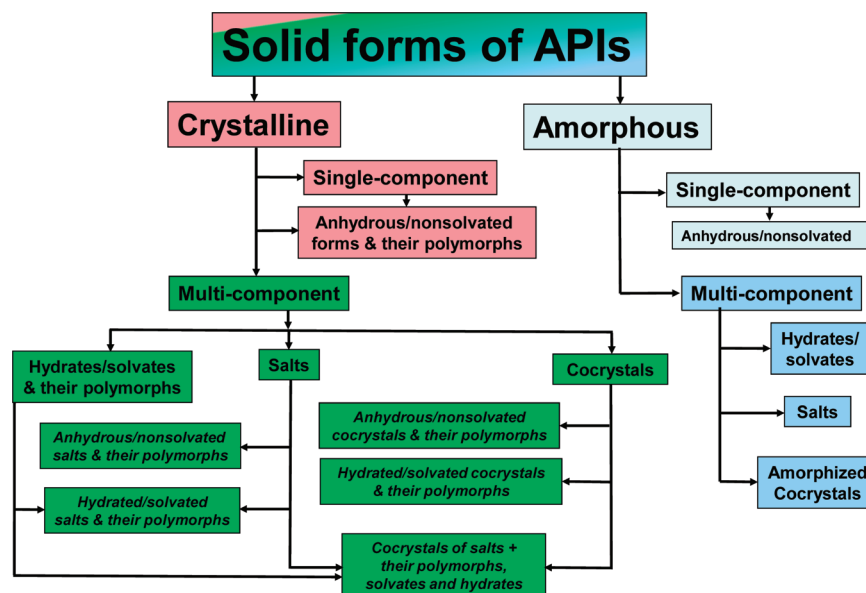 Solid forms of APIs
Crystalline
Amorphous
Single-component
Anhydrous/nonsolvated
forms & their polymorphs
Single-component
Anhydrous/nonsolvated
Multi-component
Multi-component
Hydrates/solvates
& their polymorphs
Salts
Cocrystals
Hydrates/
solvates
Anhydrous/nonsolvated
salts & their polymorphs
Anhydrous/nonsolvated
cocrystals & their polymorphs
Salts
Hydrated/solvated
salts & their polymorphs
Hydrated/solvated cocrystals
& their polymorphs
Amorphized
Cocrystals
Cocrystals of salts +
their polymorphs,
solvates and hydrates